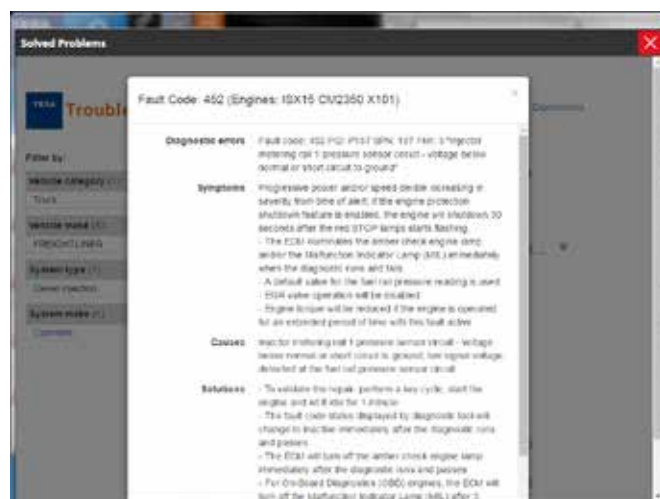 Solved Problems
TEXA Trouble
Fault Code: 452 (Engines: ISX15 CM2350 X101)
Filter by:
Vehicle category
Truck
Vehicle make
FREIGHTLINER
System type
Diesel injection
System make
Cummins
Diagnostic errors
Fault code: 452 PID: P157 SPN: 157 FMI: 4 "Injector
metering rail 1 pressure sensor circuit - voltage below
normal or short circuit to ground"
Symptoms
Progressive power and/or speed derate increasing in
severity from time of alert, if the engine protection
shutdown feature is enabled, the engine will shutdown 30
seconds after the red STOP lamps starts flashing.
- The ECM illuminates the amber check engine lamp
and/or the Malfunction Indicator Lamp (MIL) immediately
when the diagnostic runs and fails
- A default value for the fuel rail pressure reading is used
- EGR valve operation will be disabled
- Engine torque will be reduced if the engine is operated
for an extended period of time with this fault active
Causes
Injector metering rail 1 pressure sensor circuit - voltage
below normal or short circuit to ground, low signal voltage
detected at the fuel rail pressure sensor circuit
Solutions
- To validate the repair, perform a key cycle, start the
engine and let it idle for 1 minute
- The fault code status displayed by diagnostic tool will
change to inactive immediately after the diagnostic runs
and passes
- The ECM will turn off the amber check engine lamp
immediately after the diagnostic runs and passes
- For On-Board Diagnostics (OBD) engines, the ECM will
turn off the Malfunction Indicator Lamp (MIL) after 3